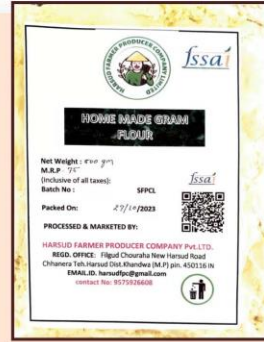 HARSUD FARMER PRODUCER COMPANY LIMITED
fssai
HOME MADE GRAM
FLOUR
Net Weight : 500 gm
M.R.P 75
(Inclusive of all taxes):
Batch No : SFPCL
fssai
Packed On: 27/10/2023
PROCESSED & MARKETED BY:
HARSUD FARMER PRODUCER COMPANY Pvt.LTD.
REGD. OFFICE: Filgud Chouraha New Harsud Road
Chhanera Teh.Harsud Dist.Khandwa (M.P) pin. 450116 IN
EMAIL.ID. harsudfpc@gmail.com
contact No: 9575926608